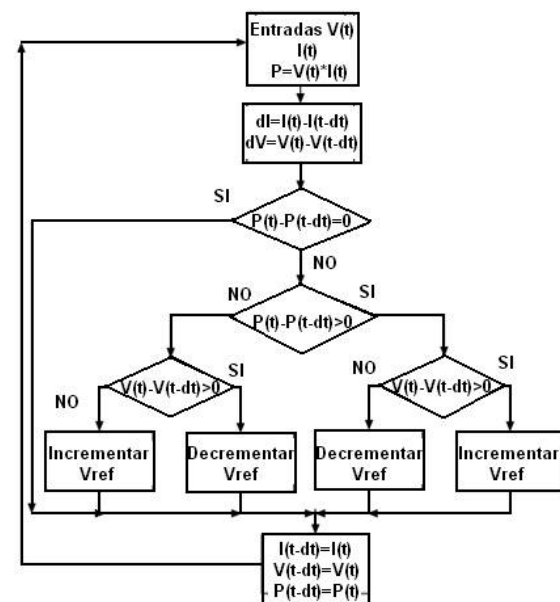 Entradas V(t)
I(t)
P=V(t)*I(t)
dI=I(t)-I(t-dt)
dV=V(t)-V(t-dt)
SI
P(t)-P(t-dt)=0
NO
NO
SI
P(t)-P(t-dt)>0
V(t)-V(t-dt)>0
SI
NO
NO
V(t)-V(t-dt)>0
SI
Incrementar
Vref
Decrementar
Vref
Decrementar
Vref
Incrementar
Vref
I(t-dt)=I(t)
V(t-dt)=V(t)
P(t-dt)=P(t)